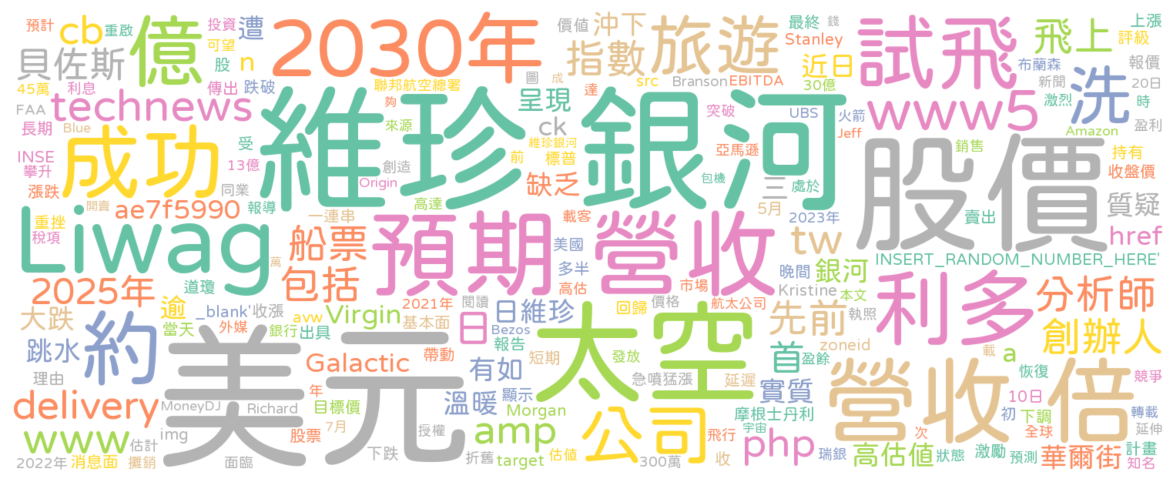 預計 cb 重啟 投資 遭 2030年 價值 沖下 旅遊 最終 錢 試飛 飛上 上漲
貝佐斯 億 可望 n 股 指數 Stanley 近日 布蘭森 評級
45萬 利息 傳出 跌破 聯邦航空總署 圖 成 達 src Branson EBITDA 30億 新聞 報價
FAA technews 受 夠 呈現 突破 UBS 火箭 www5 激烈 20日 洗 時
長期 Blue 來源 維珍 銀河 ck 維珍銀河 標普 前 亞馬遜 Jeff Amazon 盈利
INSE 成功 13億 創造 缺乏 包機 三 處於 股價 銷售 持有
攀升 同業 Origin 收盤價
漲跌 開賣 ae7f5990 報導 高達 一連串 載客 5月 2023年 賣出 質疑
重挫 Liwag 船票 預期 營收 美國 tw href
稅項 萬 道瓊 包括 多半 晚間 銀河 INSERT_RANDOM_NUMBER_HERE'
2025年 逾 _blank'收漲 2021年 閱讀 日維珍 高估 市場 Kristine 本文 利多 分析師
大跌 約 當天 外媒 銀行 出具 avw Virgin 基本面 日 Bezos 報告 太空 回歸 價格 航太公司 先前 執照 創辦人
跳水 美元 Galactic 帶動 有如 短期 發放 zoneid 首 盈餘 a 載
理由 年 溫暖 顯示 急噴猛漲 延遲 實質 營收 倍 恢復 競爭
delivery MoneyDJ Richard 目標價 Morgan 公司 摩根士丹利 10日 初 下調 轉載
www 估計 img 股票 7月 授權 amp 飛行 宇宙 php 次 全球 延伸
2022年 消息面 攤銷 面臨 下跌 折舊 target 估值 300萬 收 瑞銀 高估值 狀態 激勵 預測 華爾街 計畫 知名